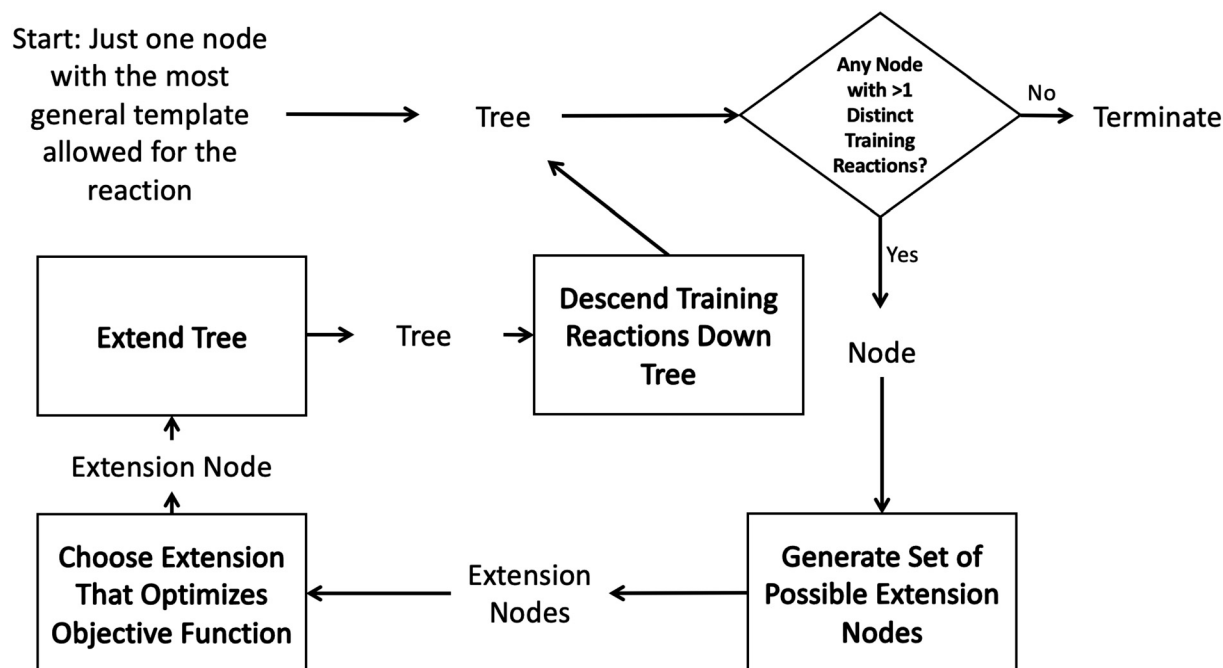 Start: Just one node
with the most
general template
allowed for the
reaction
Tree
Any Node
with >1
Distinct
Training
Reactions?
No
Terminate
Yes
Node
Generate Set of
Possible Extension
Nodes
Extension
Nodes
Choose Extension
That Optimizes
Objective Function
Extension Node
Extend Tree
Tree
Descend Training
Reactions Down
Tree